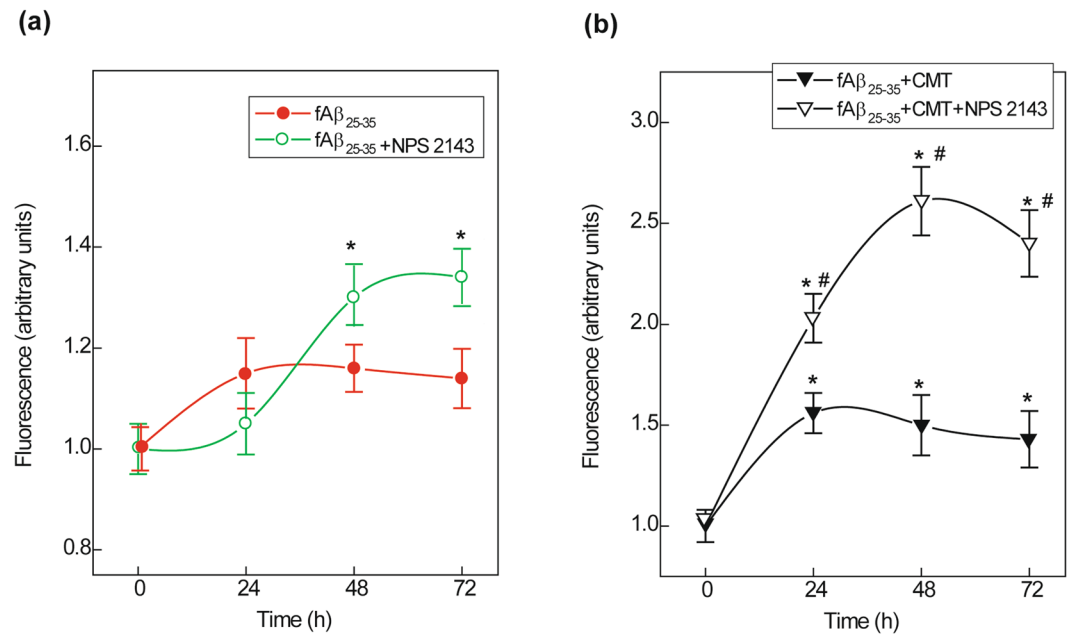 (a)
fAβ25-35
fAβ25-35 +NPS 2143
1.6
1.4
1.2
1.0
0.8
* *
Fluorescence (arbitrary units)
0 24 48 72
Time (h)
(b)
fAβ25-35+CMT
fAβ25-35+CMT+NPS 2143
3.0
2.5
2.0
1.5
1.0
* #
* #
* #
* * *
Fluorescence (arbitrary units)
0 24 48 72
Time (h)